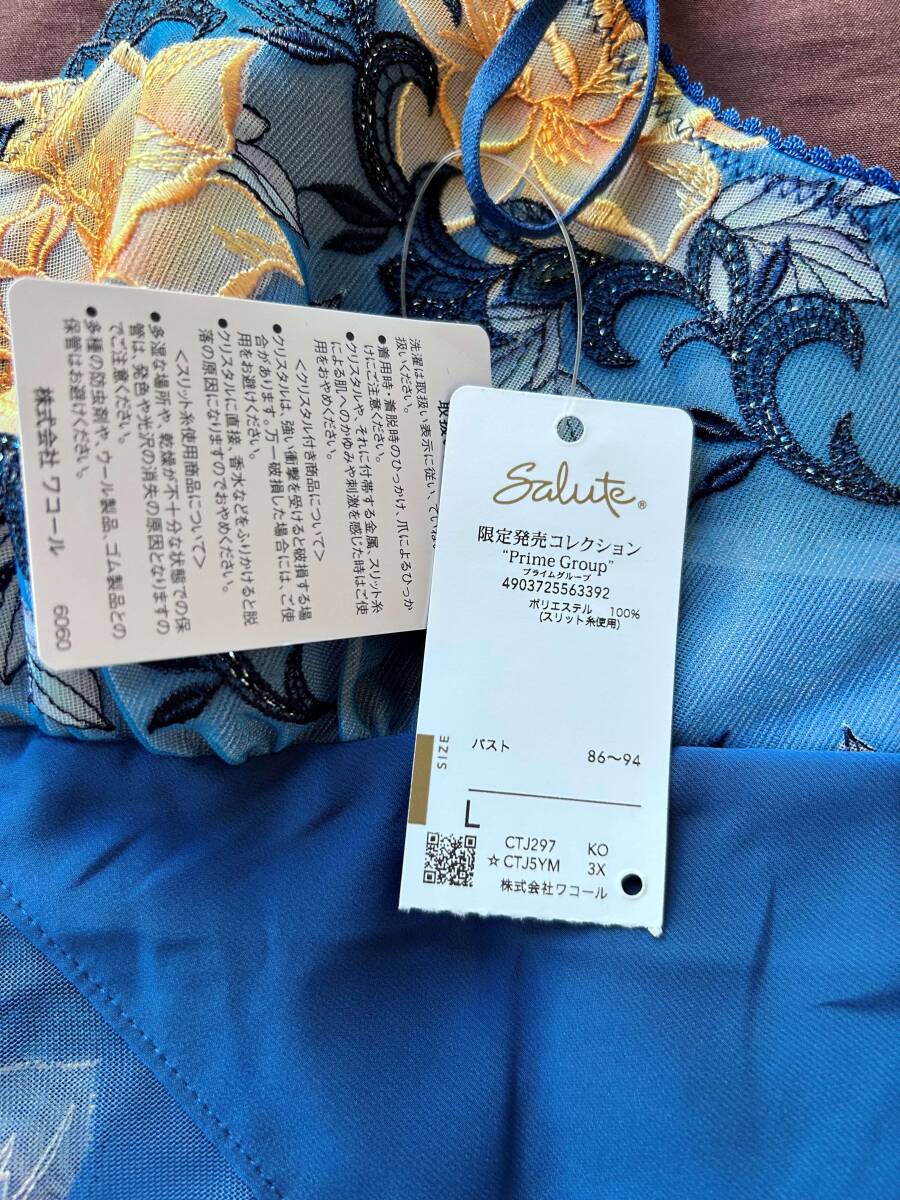 取扱
洗濯は取扱い表示に従い、ていね
扱いください。
●着用時・着脱時のひっかけ、爪によるひっか
けにご注意ください。
●クリスタルや、それに付帯する金属、スリット糸
による肌へのかゆみや刺激を感じた時はご使
用をおやめください。
＜クリスタル付き商品について＞
●クリスタルは、強い衝撃を受けると破損する場
合があります。万一破損した場合には、ご使
用をお避けください。
●クリスタルに直接、香水などをふりかけると脱
落の原因になりますのでおやめください。
＜スリット糸使用商品について＞
●多湿な場所や、乾燥が不十分な状態での保
管は、発色や光沢の消失の原因となりますの
でご注意ください。
●多種の防虫剤や、ウール製品、ゴム製品との
保管はお避けください。
株式会社 ワコール
6060
Salute®
限定発売コレクション
"Prime Group"
プライムグループ
4903725563392
ポリエステル 100%
(スリット糸使用)
SIZE
バスト 86～94
L
CTJ297 KO
☆CTJ5YM 3X
株式会社ワコール